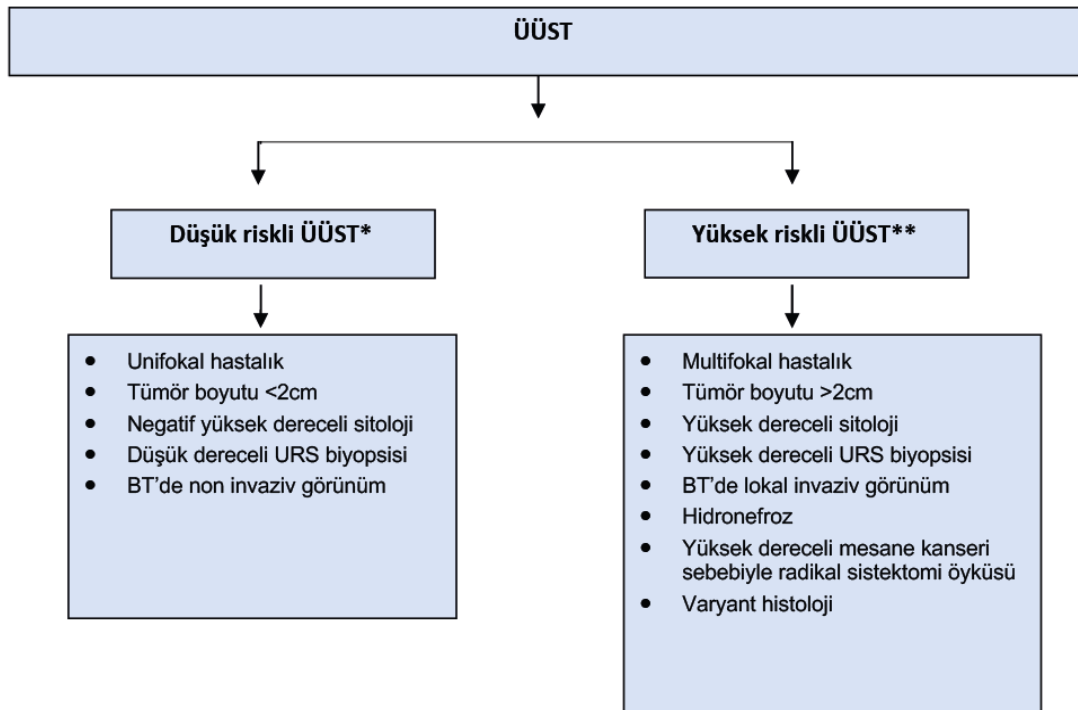 ÜÜST
Düşük riskli ÜÜST*
Yüksek riskli ÜÜST**
• Unifokal hastalık
• Tümör boyutu <2cm
• Negatif yüksek dereceli sitoloji
• Düşük dereceli URS biyopsisi
• BT’de non invaziv görünüm
• Multifokal hastalık
• Tümör boyutu >2cm
• Yüksek dereceli sitoloji
• Yüksek dereceli URS biyopsisi
• BT’de lokal invaziv görünüm
• Hidronefroz
• Yüksek dereceli mesane kanseri
sebebiyle radikal sistektomi öyküsü
• Varyant histoloji